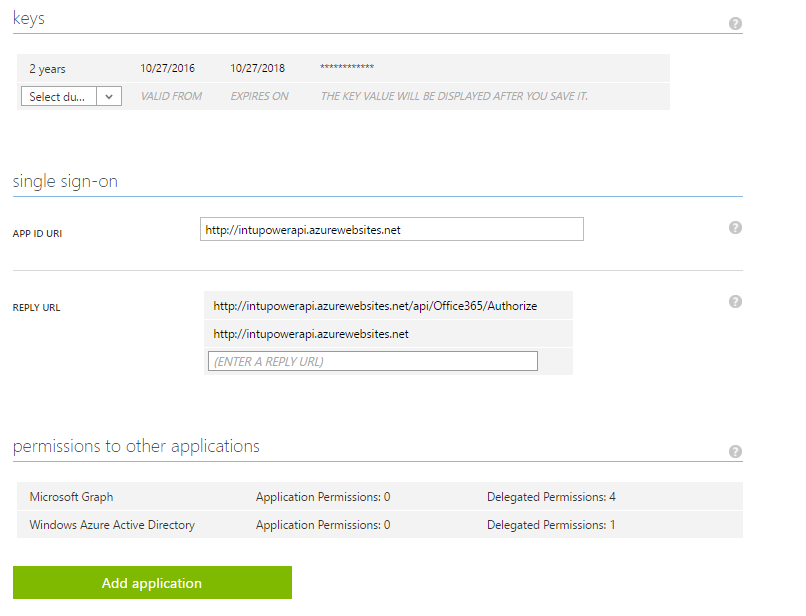 keys
?
2 years 10/27/2016 10/27/2018 ************
Select du... VALID FROM EXPIRES ON THE KEY VALUE WILL BE DISPLAYED AFTER YOU SAVE IT.
single sign-on
APP ID URI http://intupowerapi.azurewebsites.net ?
REPLY URL http://intupowerapi.azurewebsites.net/api/Office365/Authorize ?
http://intupowerapi.azurewebsites.net
(ENTER A REPLY URL)
permissions to other applications ?
Microsoft Graph Application Permissions: 0 Delegated Permissions: 4
Windows Azure Active Directory Application Permissions: 0 Delegated Permissions: 1
Add application